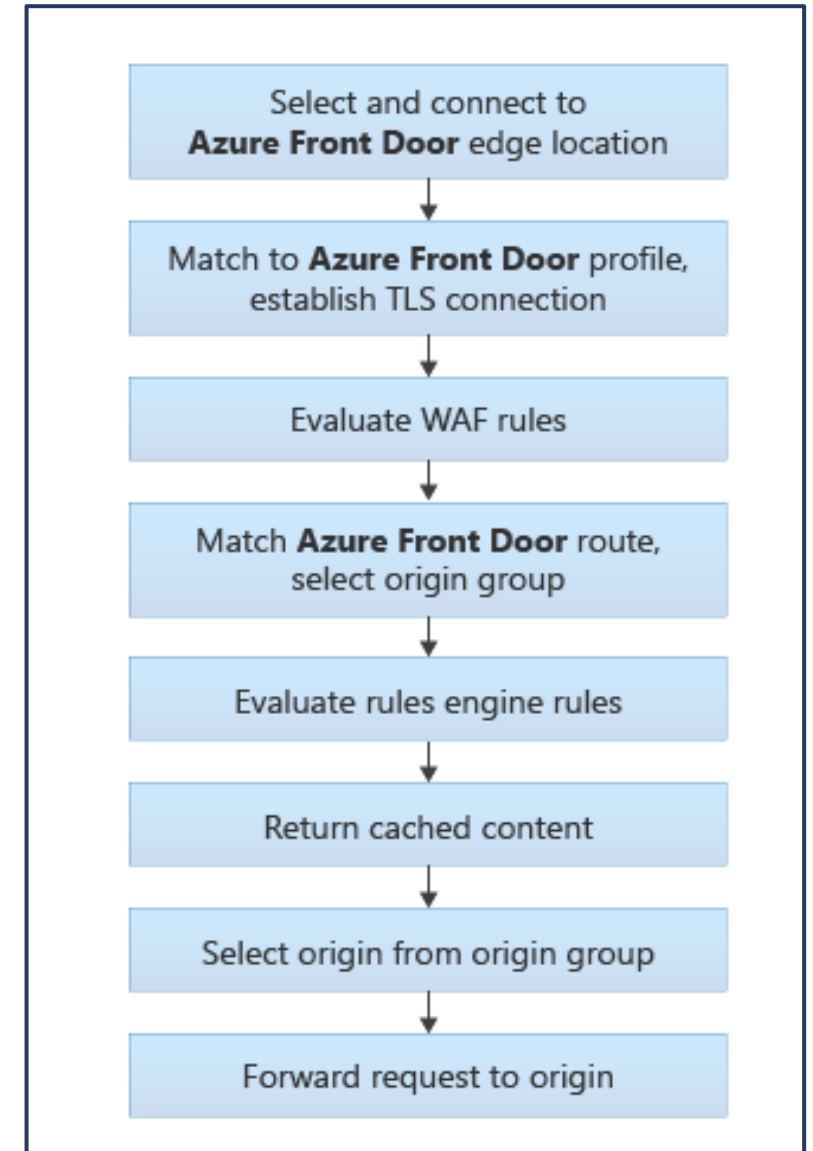 Select and connect to
Azure Front Door edge location
Match to Azure Front Door profile,
establish TLS connection
Evaluate WAF rules
Match Azure Front Door route,
select origin group
Evaluate rules engine rules
Return cached content
Select origin from origin group
Forward request to origin